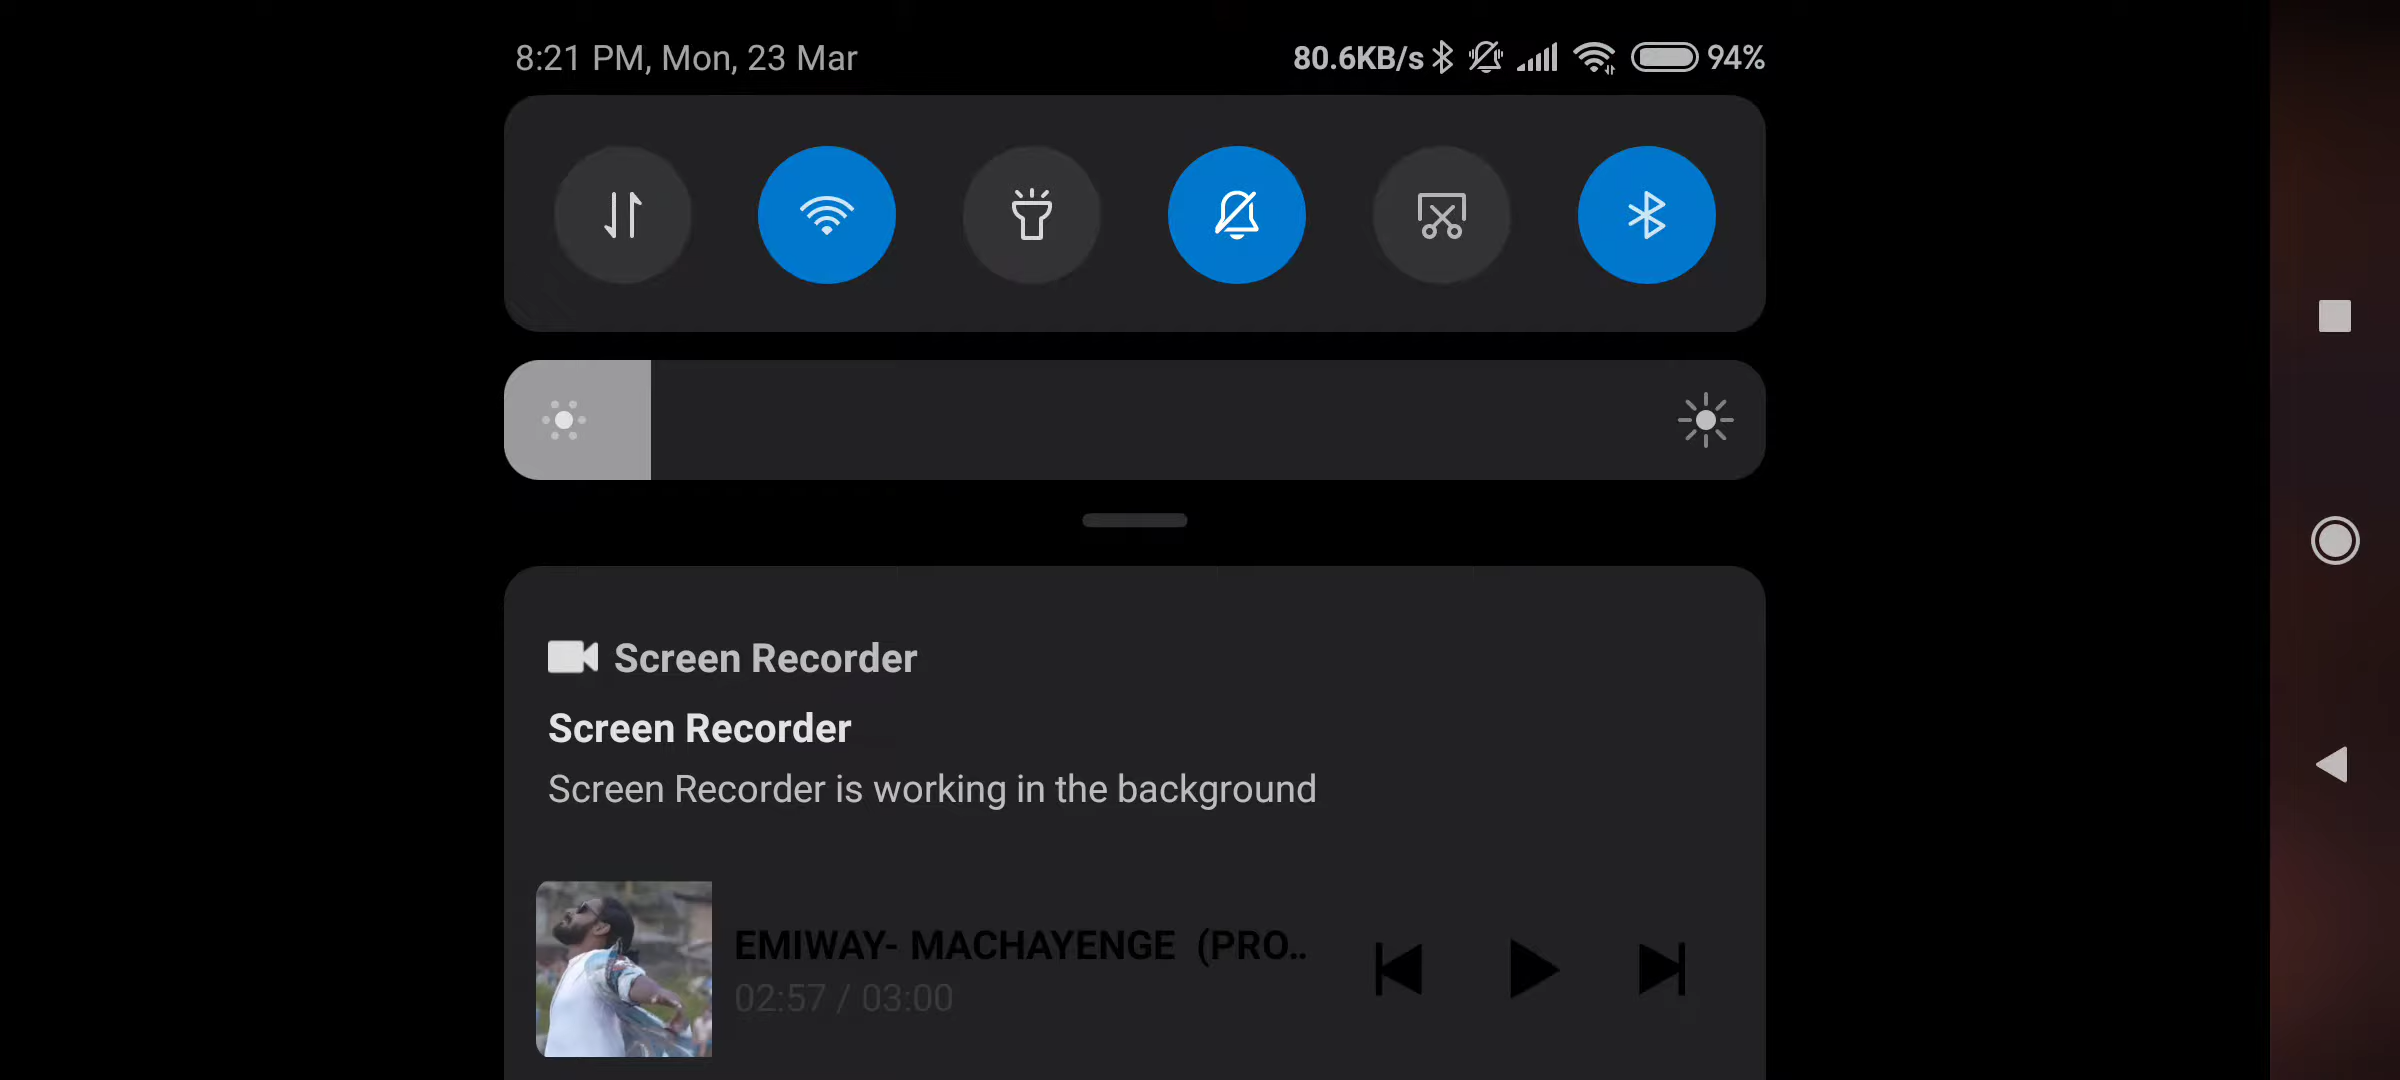 8:21 PM, Mon, 23 Mar
80.6KB/s
94%
Screen Recorder
Screen Recorder
Screen Recorder is working in the background
EMIWAY- MACHAYENGE (PRO..
02:57 / 03:00